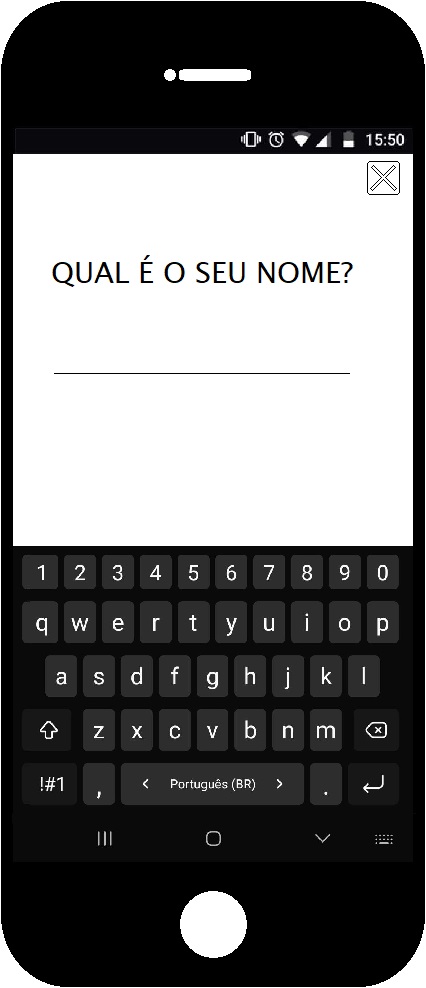 15:50
QUAL É O SEU NOME?
1 2 3 4 5 6 7 8 9 0
q w e r t y u i o p
a s d f g h j k l
z x c v b n m
!#1 , < Português (BR) > .